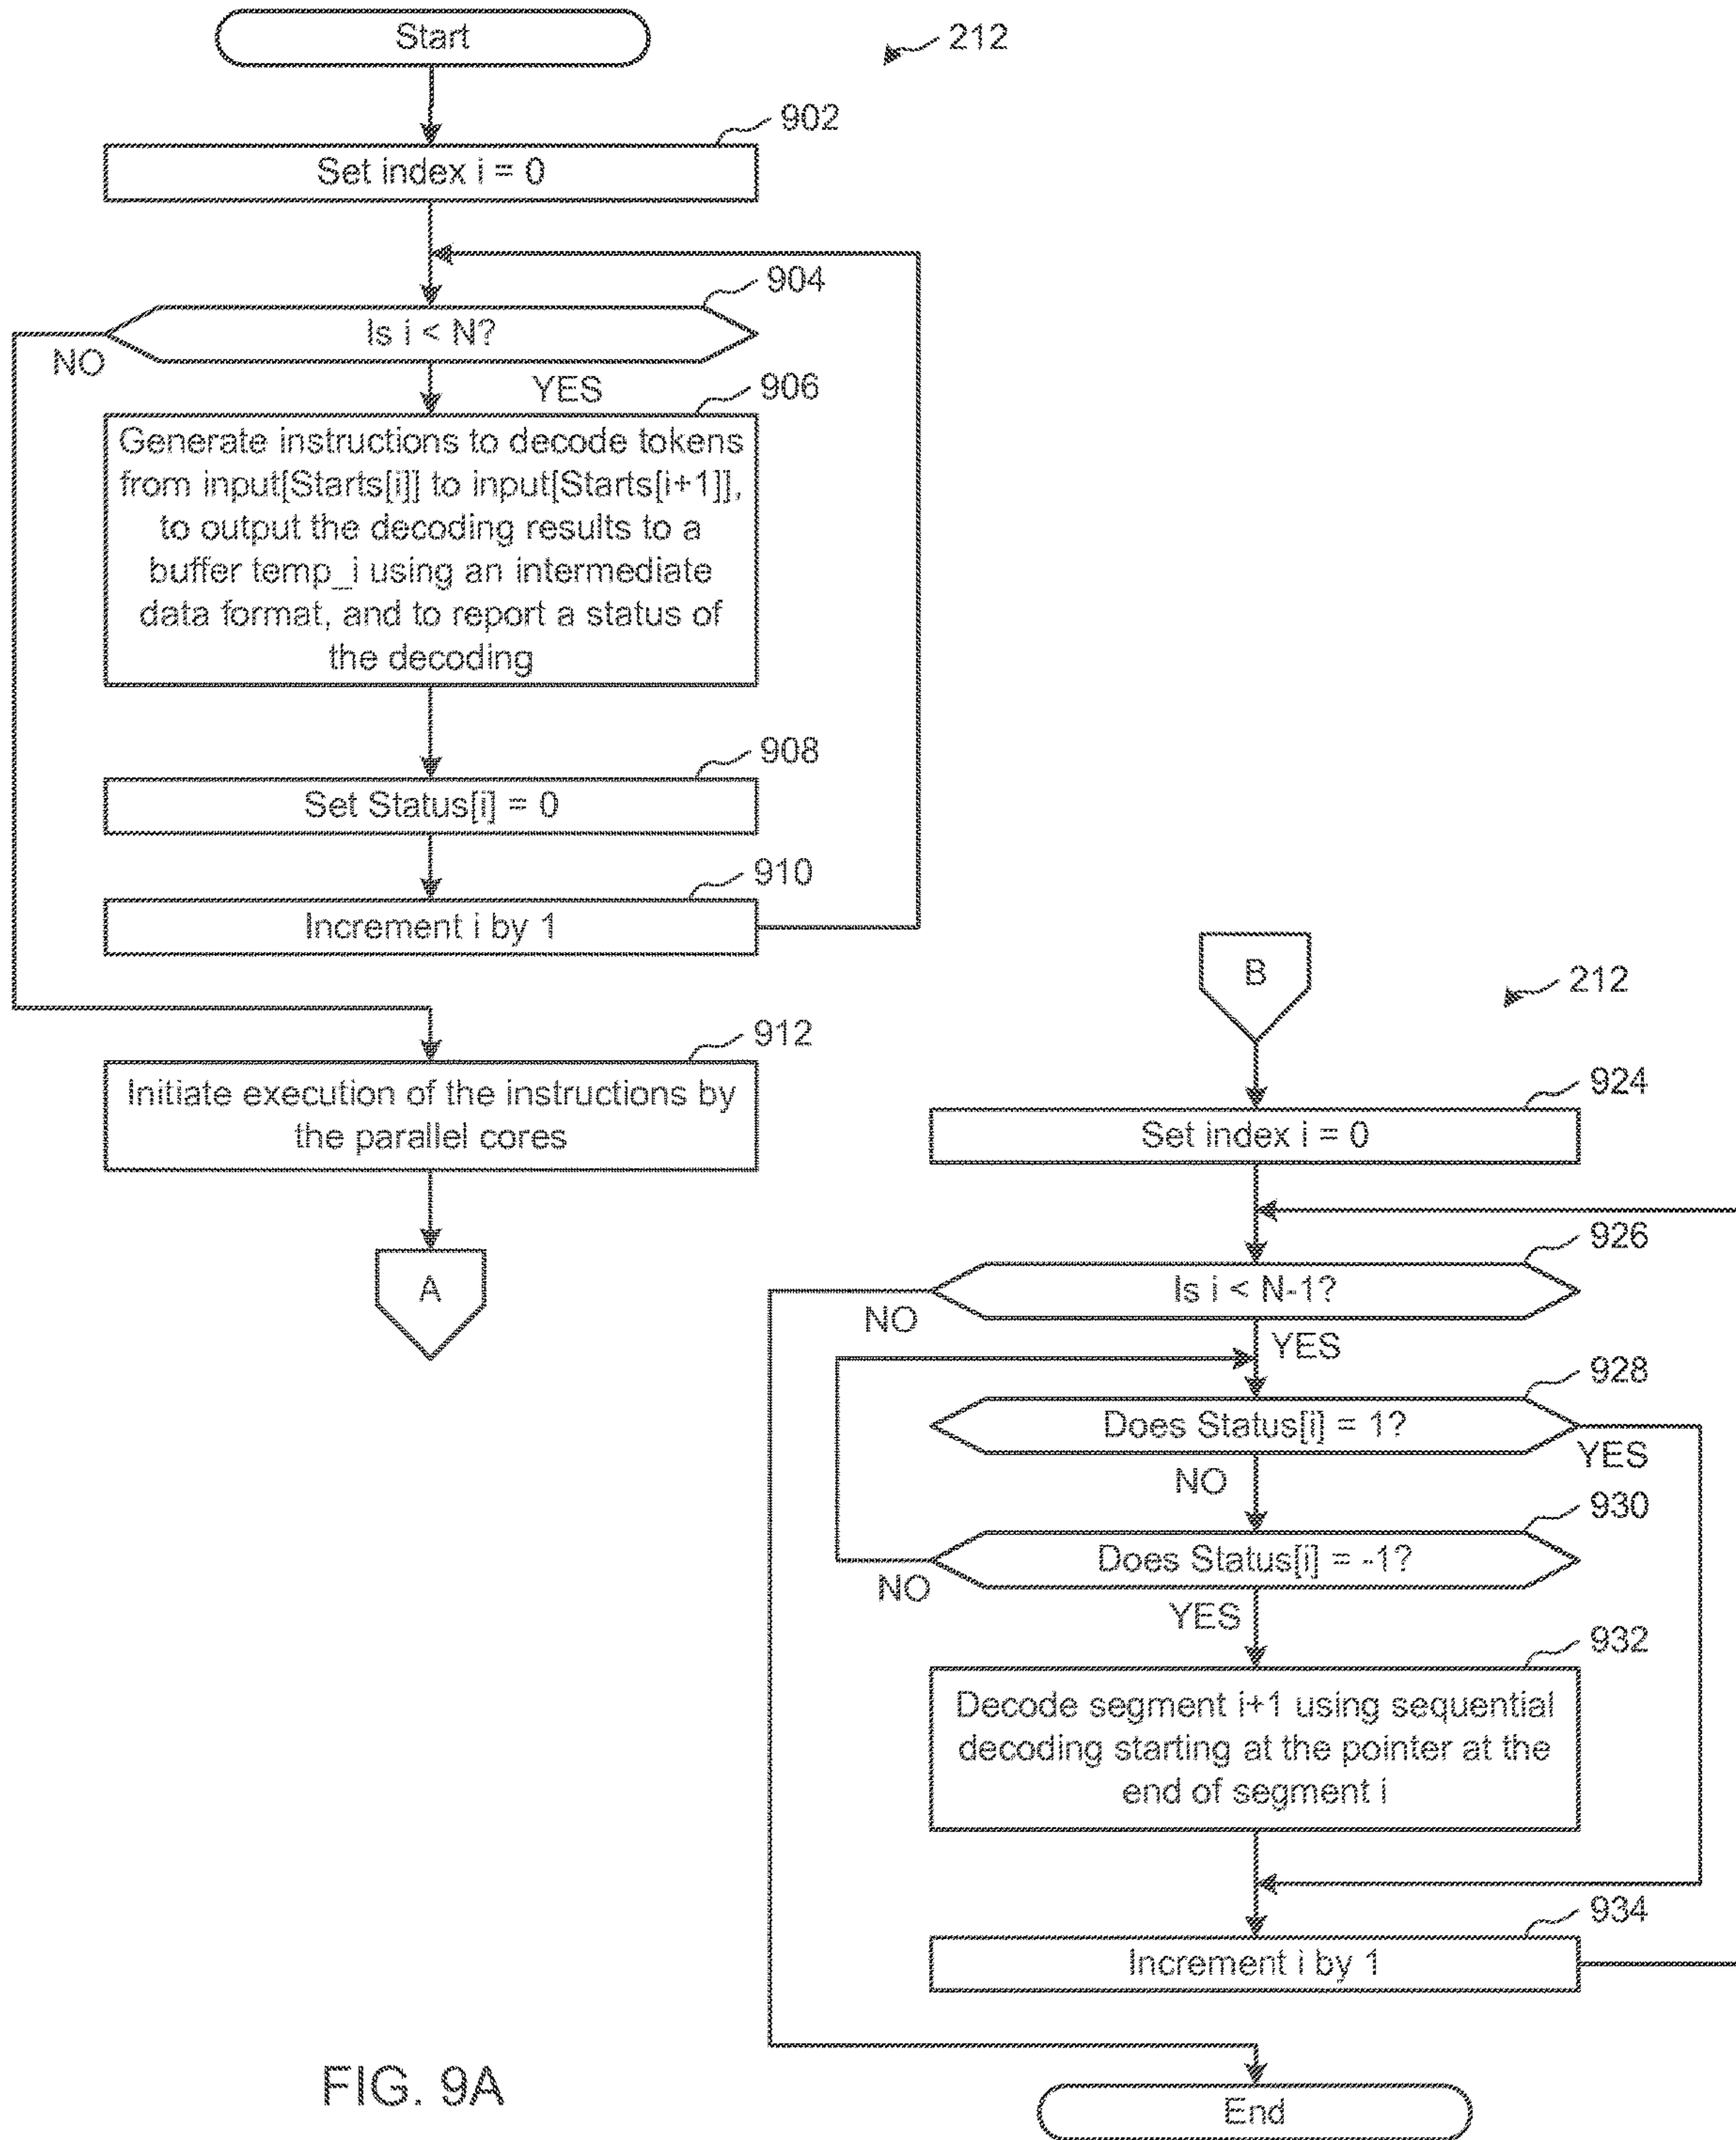 Start
212
902
Set index i = 0
904
Is i < N?
NO
YES
906
Generate instructions to decode tokens
from input[Starts[i]] to input[Starts[i+1]],
to output the decoding results to a
buffer temp_i using an intermediate
data format, and to report a status of
the decoding
908
Set Status[i] = 0
910
Increment i by 1
912
Initiate execution of the instructions by
the parallel cores
A
B
212
924
Set index i = 0
926
Is i < N-1?
NO
YES
928
Does Status[i] = 1?
YES
NO
930
Does Status[i] = -1?
NO
YES
932
Decode segment i+1 using sequential
decoding starting at the pointer at the
end of segment i
934
Increment i by 1
End
FIG. 9A